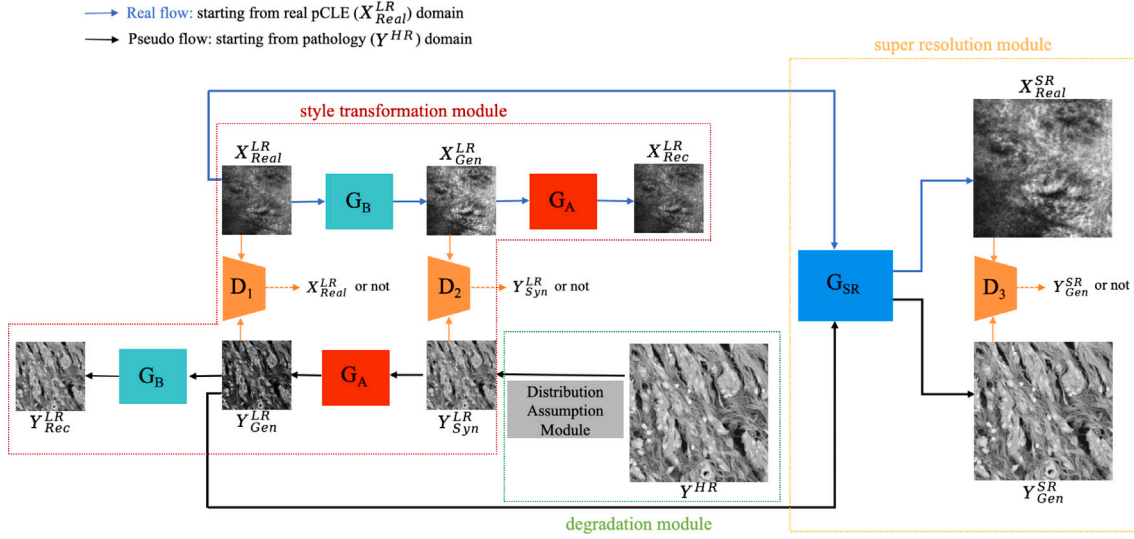 Real flow: starting from real pCLE (X^{LR}_{Real}) domain
Pseudo flow: starting from pathology (Y^{HR}) domain
super resolution module
style transformation module
X^{SR}_{Real}
X^{LR}_{Real}
X^{LR}_{Gen}
X^{LR}_{Rec}
G_B
G_A
D_1
X^{LR}_{Real} or not
D_2
Y^{LR}_{Syn} or not
G_{SR}
D_3
Y^{SR}_{Gen} or not
G_B
G_A
Distribution
Assumption
Module
Y^{LR}_{Rec}
Y^{LR}_{Gen}
Y^{LR}_{Syn}
Y^{HR}
Y^{SR}_{Gen}
degradation module